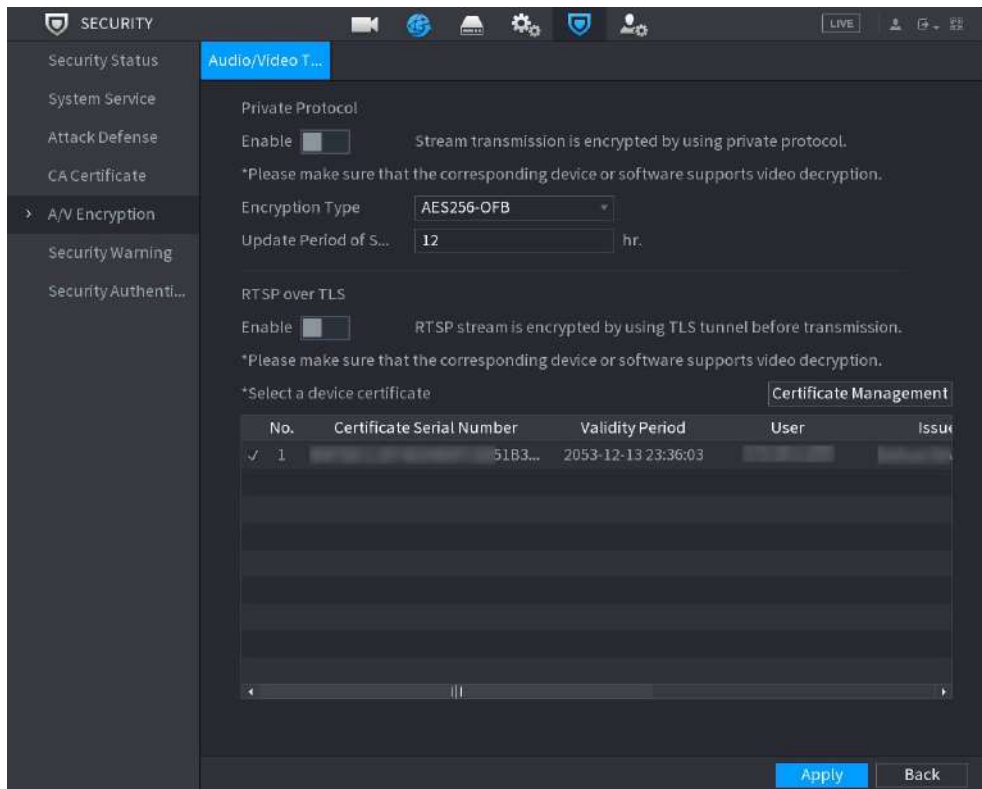 SECURITY
LIVE
Security Status
System Service
Attack Defense
CA Certificate
A/V Encryption
Security Warning
Security Authenti...
Audio/Video T...
Private Protocol
Enable Stream transmission is encrypted by using private protocol.
*Please make sure that the corresponding device or software supports video decryption.
Encryption Type AES256-OFB
Update Period of S... 12 hr.
RTSP over TLS
Enable RTSP stream is encrypted by using TLS tunnel before transmission.
*Please make sure that the corresponding device or software supports video decryption.
*Select a device certificate Certificate Management
No. Certificate Serial Number Validity Period User Issue
1 51B3... 2053-12-13 23:36:03
Apply Back